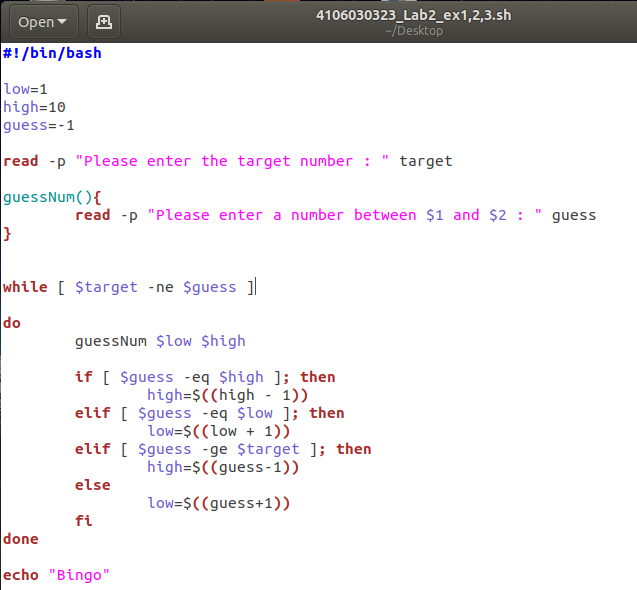 Open
4106030323_Lab2_ex1,2,3.sh
~/Desktop
#!/bin/bash
low=1
high=10
guess=-1
read -p "Please enter the target number : " target
guessNum(){
        read -p "Please enter a number between $1 and $2 : " guess
}
while [ $target -ne $guess ]
do
        guessNum $low $high
        if [ $guess -eq $high ]; then
                high=$((high - 1))
        elif [ $guess -eq $low ]; then
                low=$((low + 1))
        elif [ $guess -ge $target ]; then
                high=$((guess-1))
        else
                low=$((guess+1))
        fi
done
echo "Bingo"